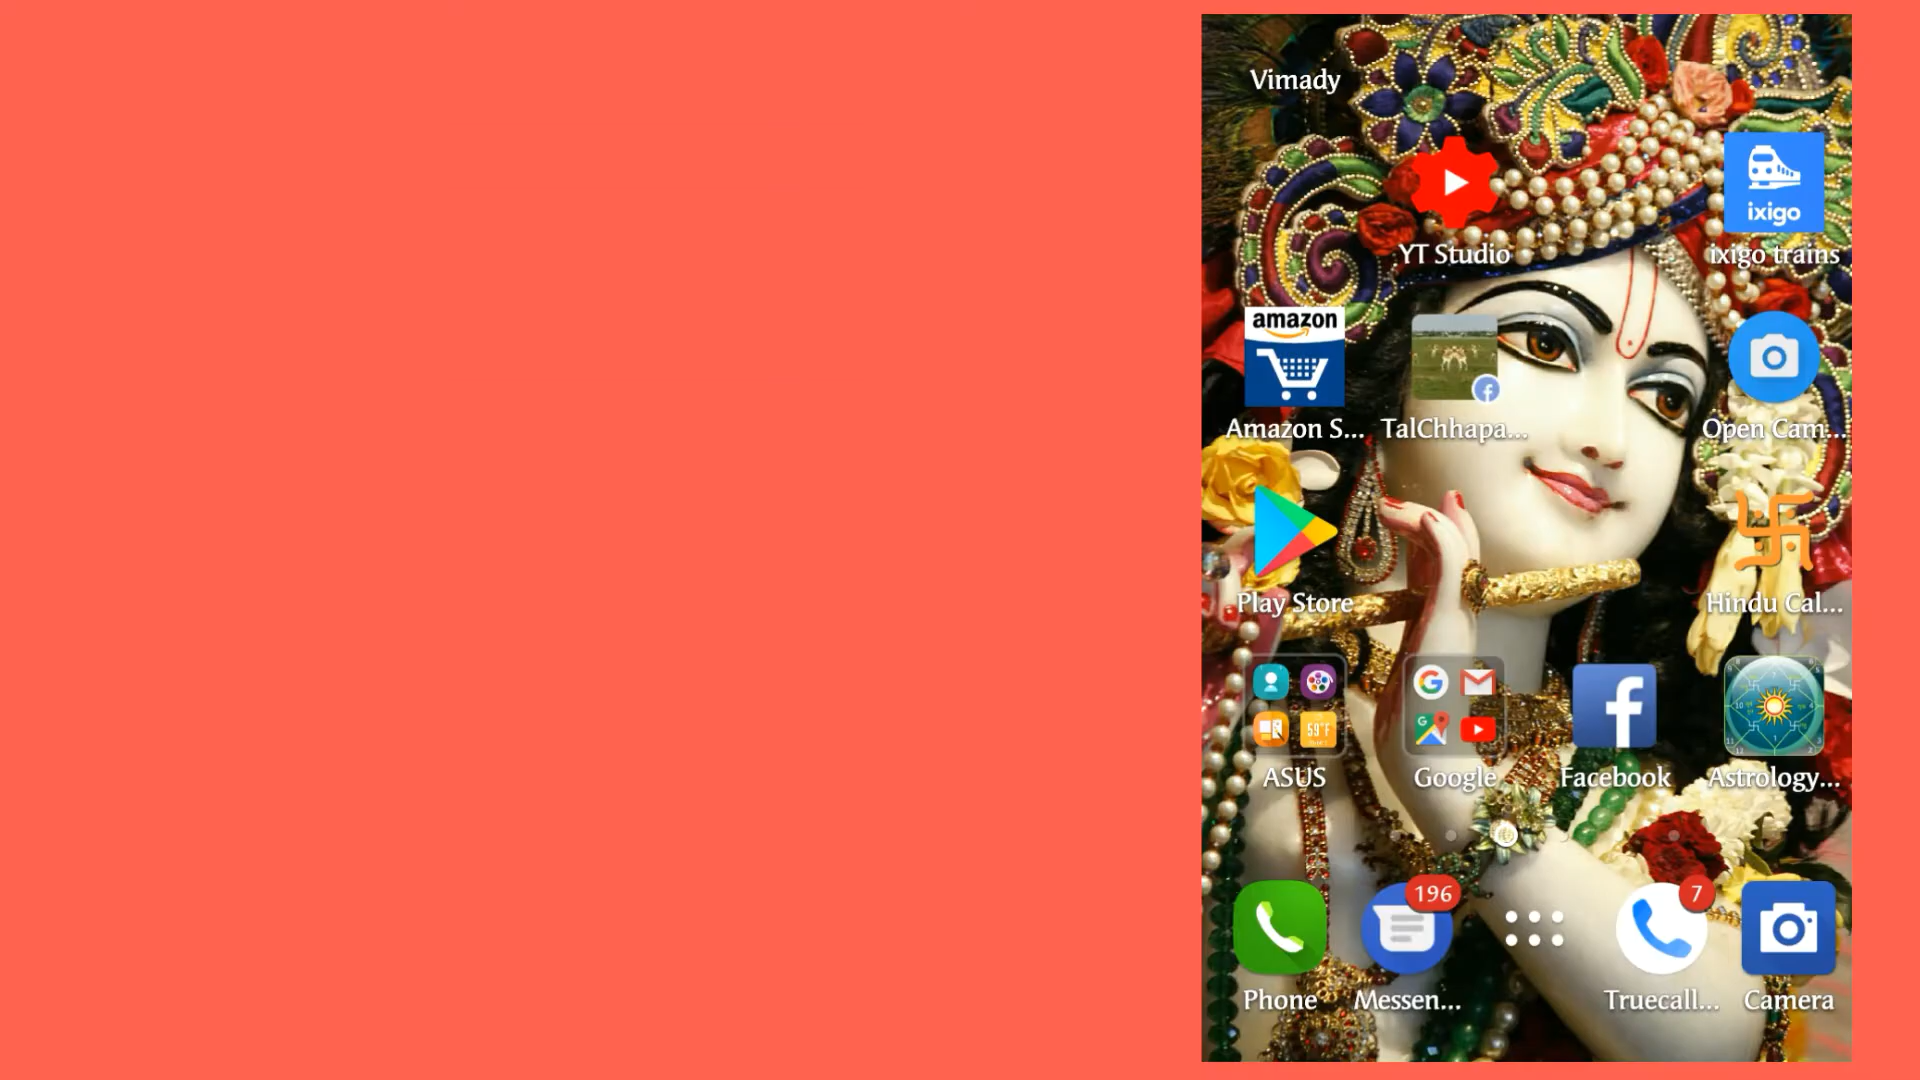 Vimady
ixigo
YT Studio
ixigo trains
amazon
Amazon S...
TalChhapa...
Open Cam...
Play Store
Hindu Cal...
59°F
ASUS
Google
Facebook
Astrology...
196
7
Phone
Messen...
Truecall...
Camera